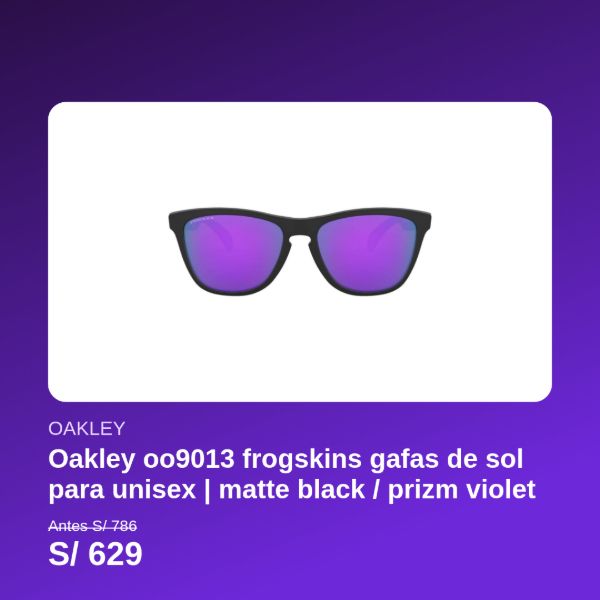 OAKLEY
Oakley oo9013 frogskins gafas de sol
para unisex | matte black / prizm violet
Antes S/ 786
S/ 629